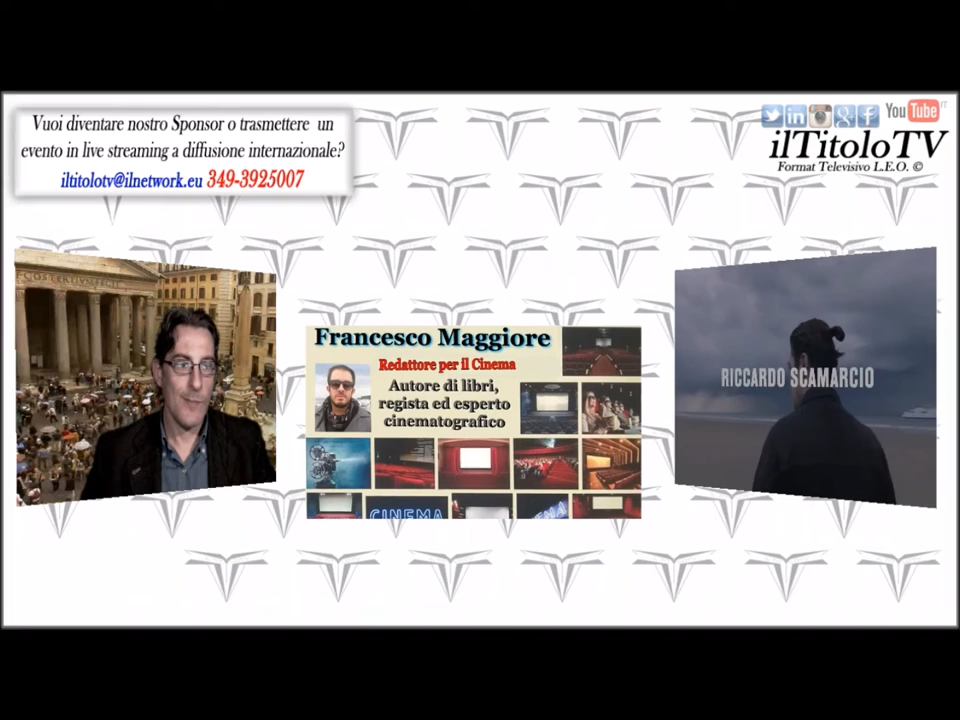 Vuoi diventare nostro Sponsor o trasmettere un
evento in live streaming a diffusione internazionale?
iltitolotv@ilnetwork.eu 349-3925007
You Tube IT
ilTitoloTV
Format Televisivo L.E.O. ©
Francesco Maggiore
Redattore per il Cinema
Autore di libri,
regista ed esperto
cinematografico
CINEMA
RICCARDO SCAMARCIO